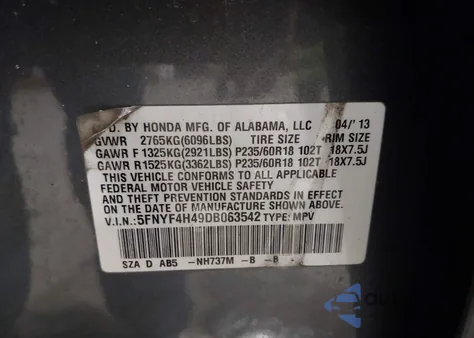 D. BY HONDA MFG. OF ALABAMA, LLC 04/'13
GVWR 2765KG(6096LBS) TIRE SIZE RIM SIZE
GAWR F 1325KG(2921LBS) P235/60R18 102T 18X7.5J
GAWR R1525KG(3362LBS) P235/60R18 102T 18X7.5J
THIS VEHICLE CONFORMS TO ALL APPLICABLE
FEDERAL MOTOR VEHICLE SAFETY
AND THEFT PREVENTION STANDARDS IN EFFECT
ON THE DATE OF MANUFACTURE SHOWN ABOVE.
V.I.N.:5FNYF4H49DB063542 TYPE: MPV
SZA D AB5 -NH737M -B -B